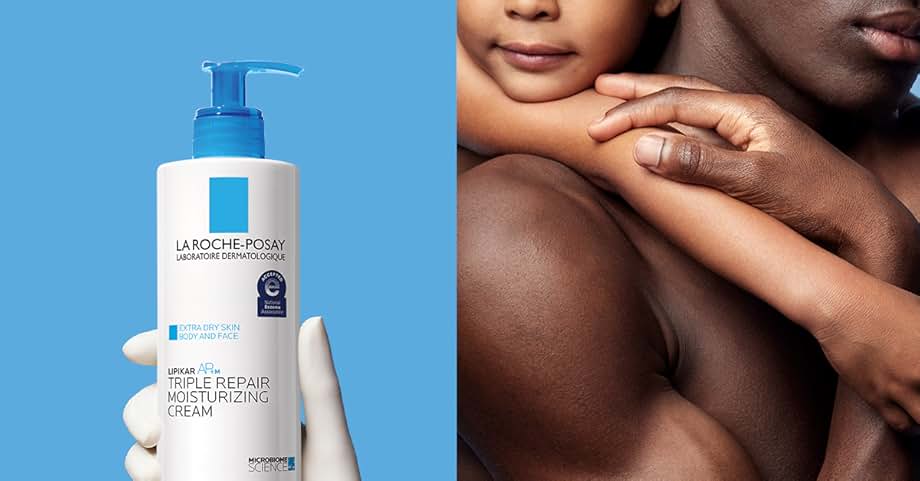 LA ROCHE-POSAY
LABORATOIRE DERMATOLOGIQUE
ACCEPTED
National
Eczema
Association
EXTRA DRY SKIN
BODY AND FACE
LIPIKAR AP+M
TRIPLE REPAIR
MOISTURIZING
CREAM
MICROBIOME
SCIENCE